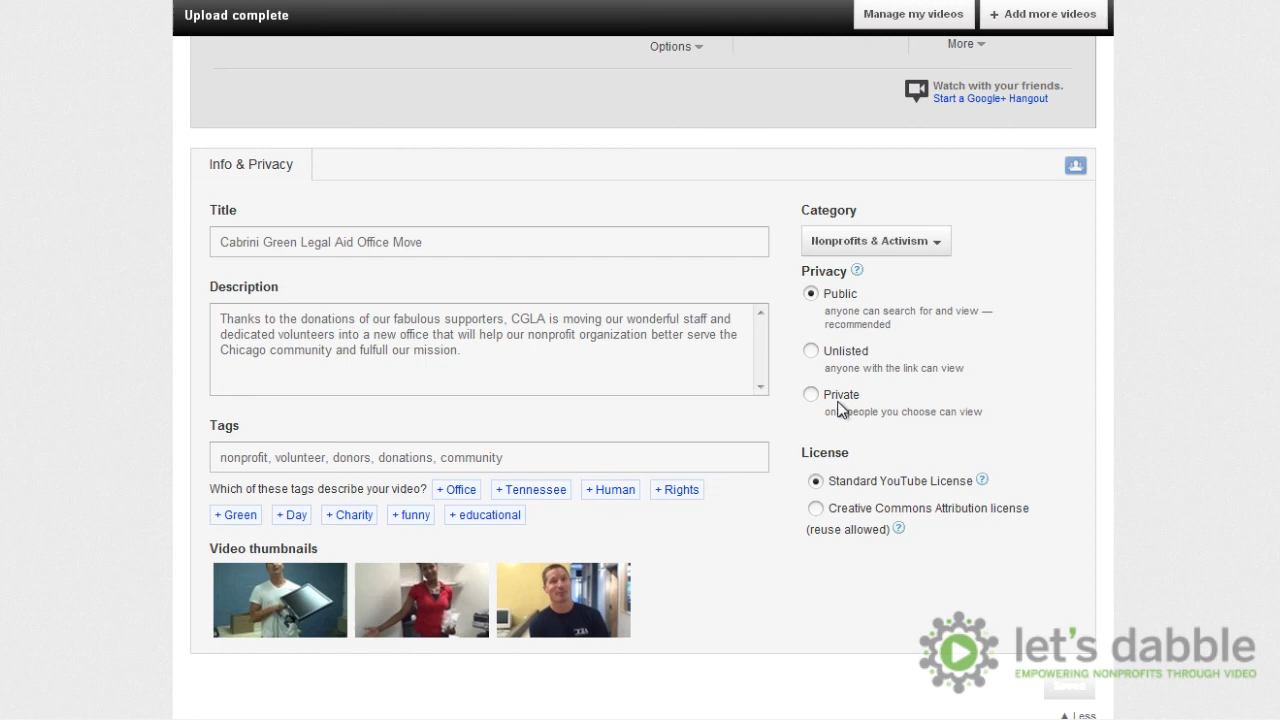 Upload complete
Manage my videos
+ Add more videos
Options
More
Watch with your friends.
Start a Google+ Hangout
Info & Privacy
Title
Cabrini Green Legal Aid Office Move
Description
Thanks to the donations of our fabulous supporters, CGLA is moving our wonderful staff and
dedicated volunteers into a new office that will help our nonprofit organization better serve the
Chicago community and fulfull our mission.
Tags
nonprofit, volunteer, donors, donations, community
Which of these tags describe your video? + Office + Tennessee + Human + Rights
+ Green + Day + Charity + funny + educational
Video thumbnails
Category
Nonprofits & Activism
Privacy ?
Public
anyone can search for and view —
recommended
Unlisted
anyone with the link can view
Private
people you choose can view
License
Standard YouTube License ?
Creative Commons Attribution license
(reuse allowed) ?
let's dabble
EMPOWERING NONPROFITS THROUGH VIDEO
Less